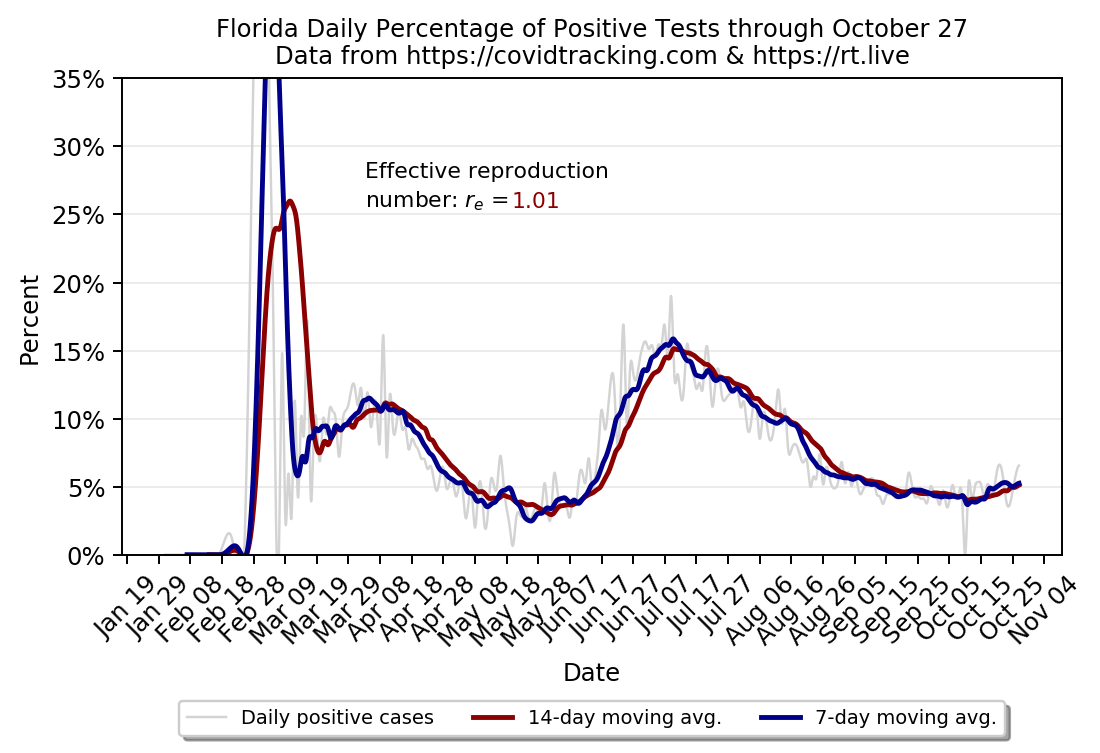 Florida Daily Percentage of Positive Tests through October 27
Data from https://covidtracking.com & https://rt.live
35%
30%
25%
20%
15%
10%
5%
0%
Percent
Effective reproduction
number: rₑ = 1.01
Jan 19
Jan 29
Feb 08
Feb 18
Feb 28
Mar 09
Mar 19
Mar 29
Apr 08
Apr 18
Apr 28
May 08
May 18
May 28
Jun 07
Jun 17
Jun 27
Jul 07
Jul 17
Jul 27
Aug 06
Aug 16
Aug 26
Sep 05
Sep 15
Sep 25
Oct 05
Oct 15
Oct 25
Nov 04
Date
Daily positive cases 14-day moving avg. 7-day moving avg.